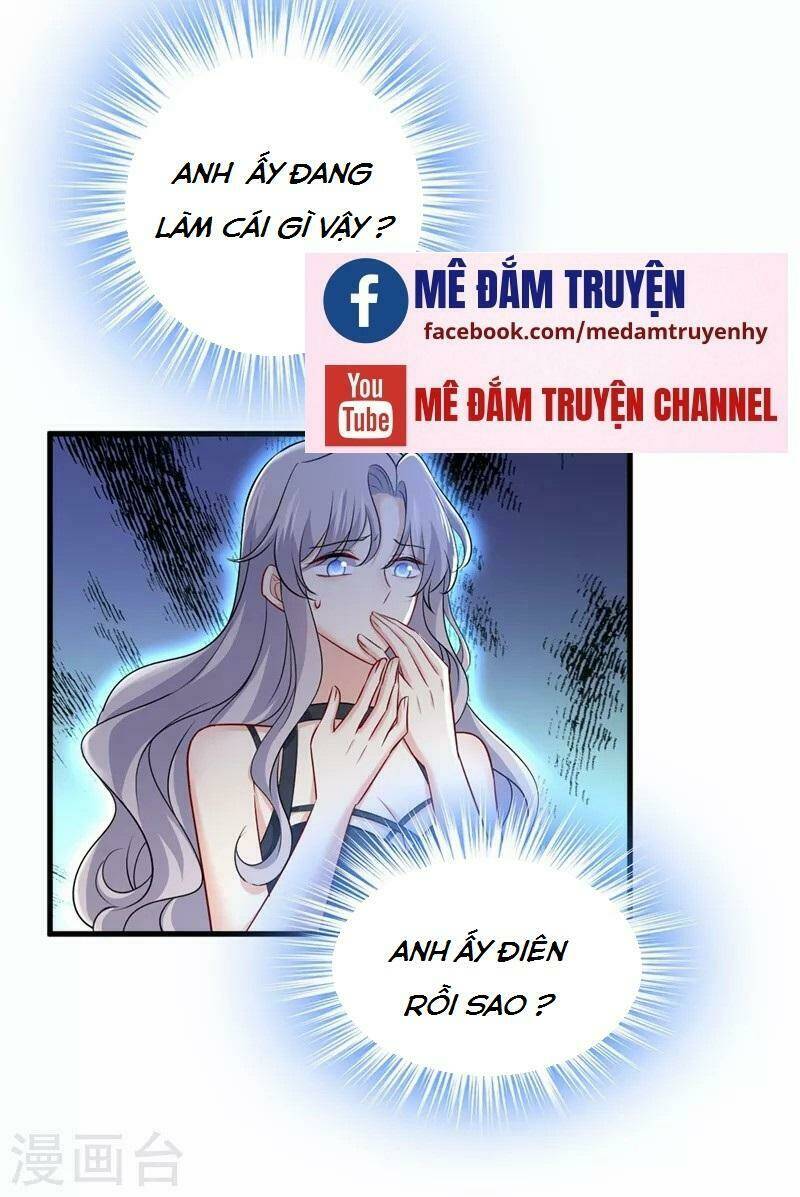 ANH ẤY ĐANG
LÀM CÁI GÌ VẬY ?
f MÊ ĐẮM TRUYỆN
facebook.com/medamtruyenhy
You
Tube
MÊ ĐẮM TRUYỆN CHANNEL
ANH ẤY ĐIÊN
RỒI SAO ?
漫画台